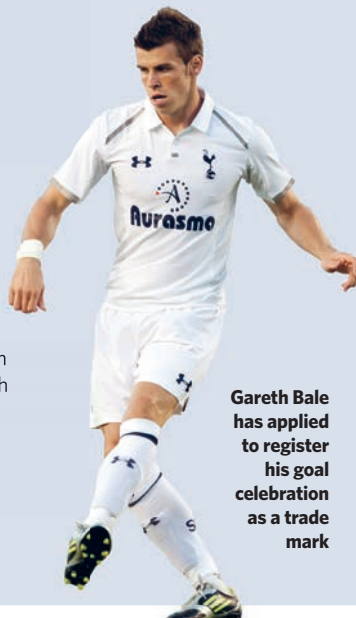 Aurasma
Gareth Bale
has applied
to register
his goal
celebration
as a trade
mark